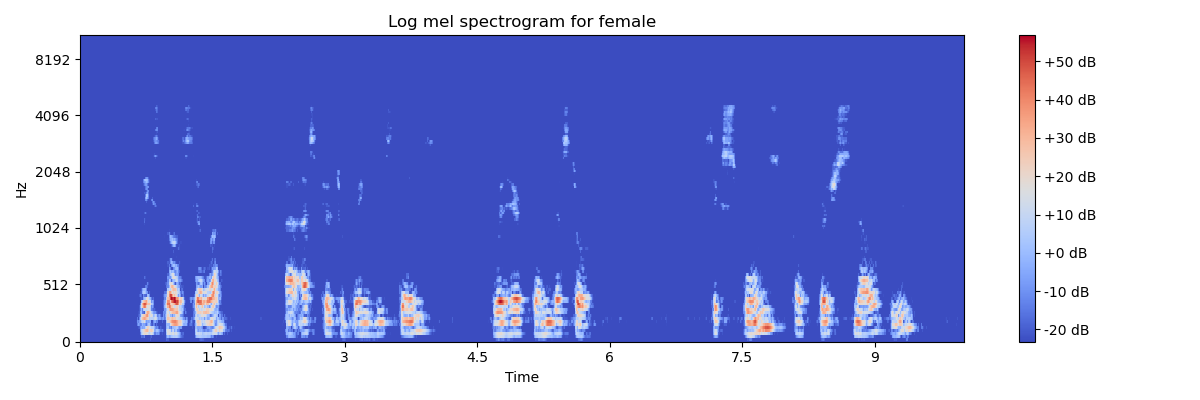 Log mel spectrogram for female
8192
4096
2048
1024
512
0
Hz
0 1.5 3 4.5 6 7.5 9
Time
+50 dB
+40 dB
+30 dB
+20 dB
+10 dB
+0 dB
-10 dB
-20 dB